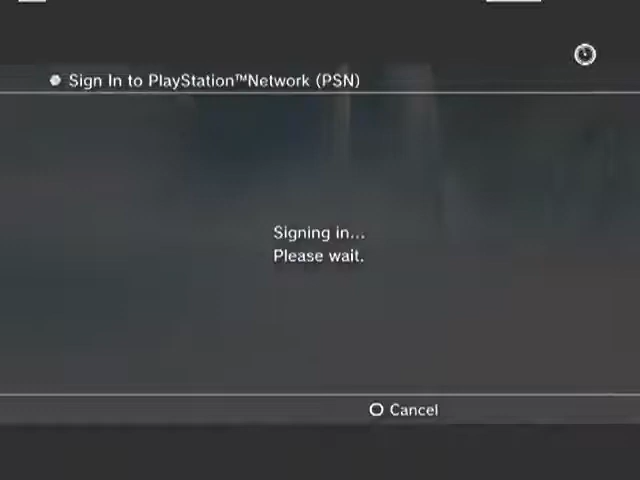 Sign In to PlayStation™Network (PSN)
Signing in...
Please wait.
Cancel